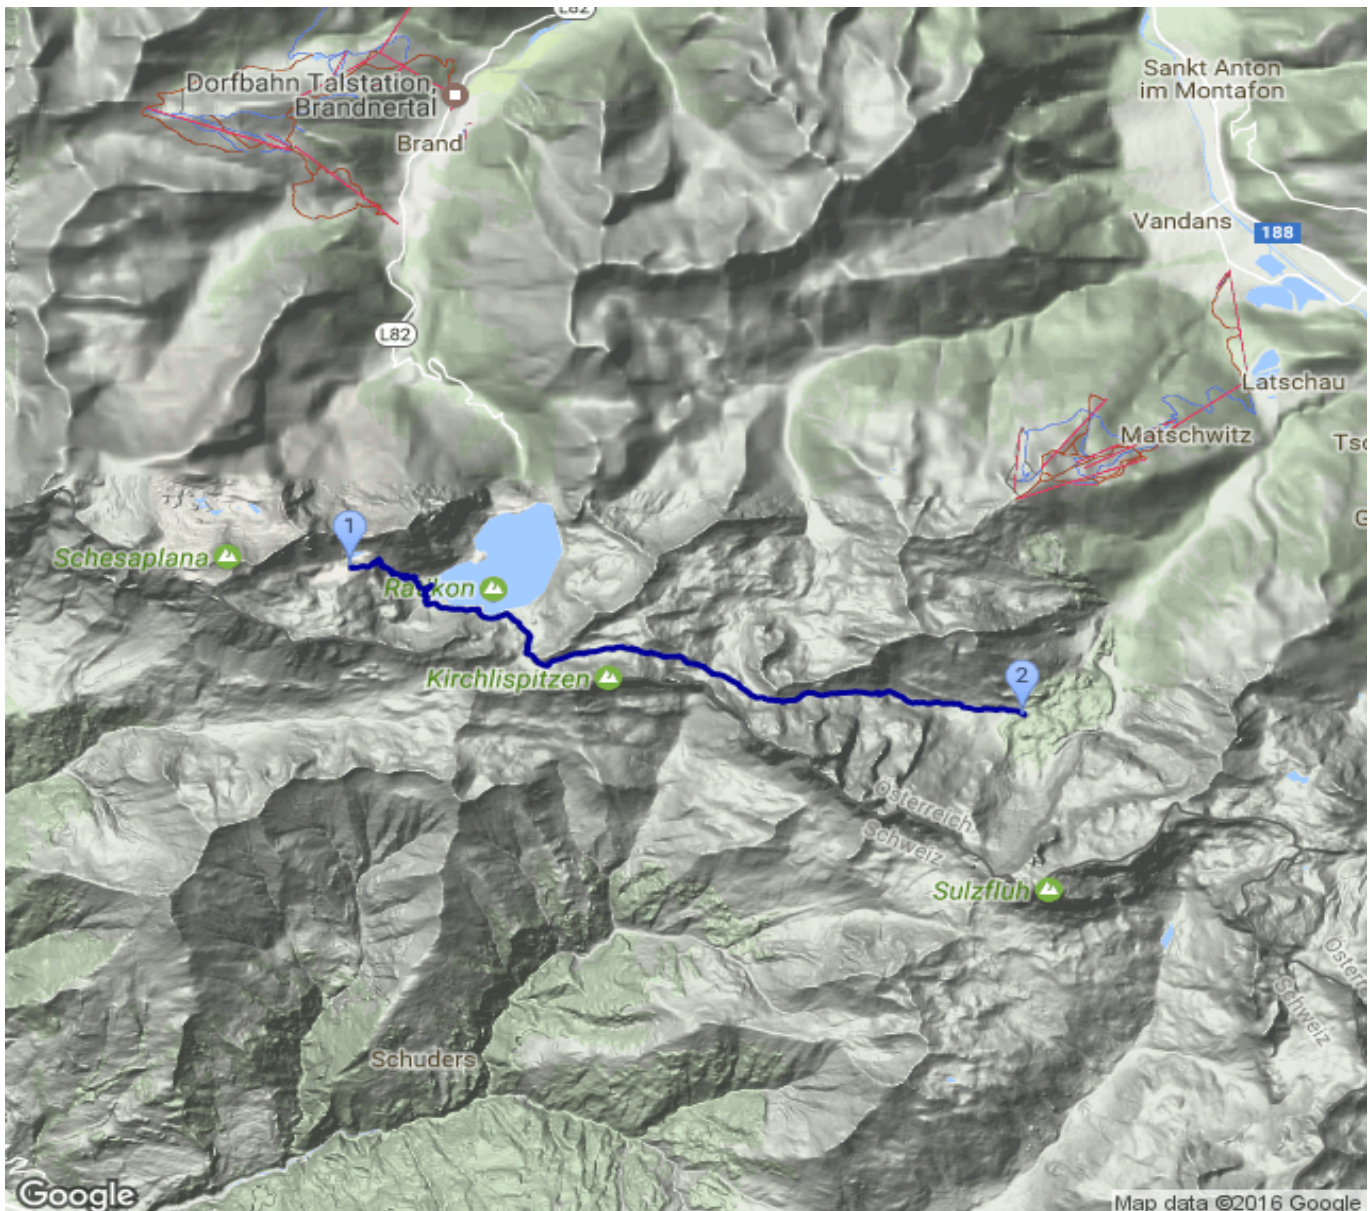 L82
Dorfbahn Talstation,
Brandnertal
Brand
Sankt Anton
im Montafon
Vandans
188
L82
Latschau
Matschwitz
1
Schesaplana
Kirchlispitzen
2
Österreich
Schweiz
Sulzfluh
Schweiz
Schuders
Google
Map data ©2016 Google